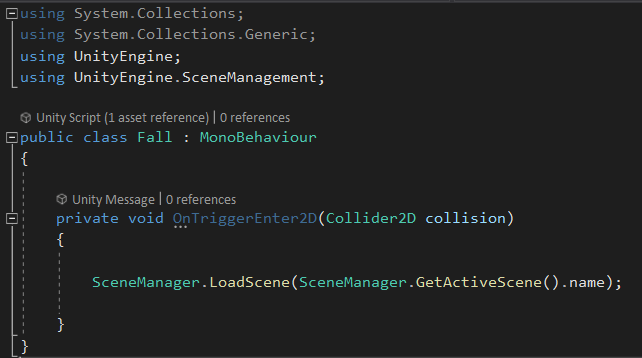 using System.Collections;
using System.Collections.Generic;
using UnityEngine;
using UnityEngine.SceneManagement;
Unity Script (1 asset reference) | 0 references
public class Fall : MonoBehaviour
{
Unity Message | 0 references
private void OnTriggerEnter2D(Collider2D collision)
{
SceneManager.LoadScene(SceneManager.GetActiveScene().name);
}
}